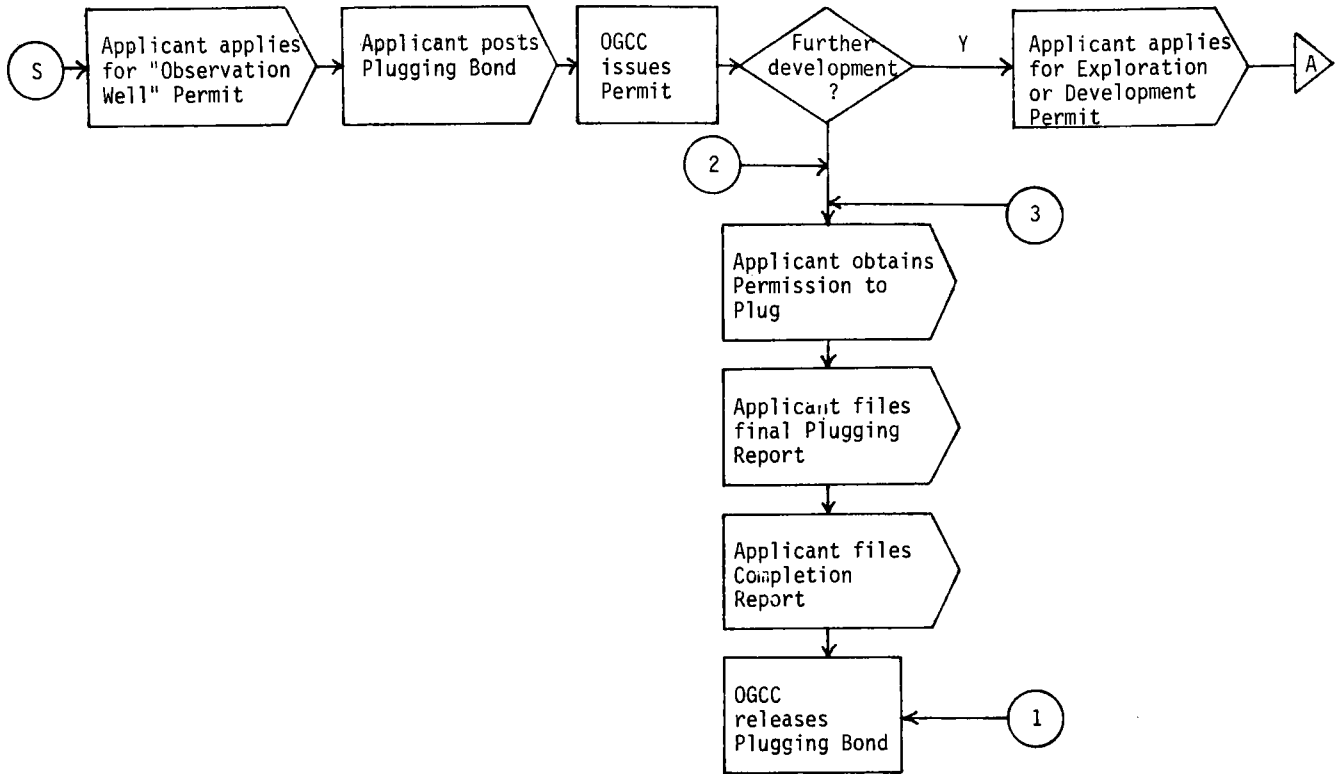 S
Applicant applies
for "Observation
Well" Permit
Applicant posts
Plugging Bond
OGCC
issues
Permit
Further
development
?
Y
Applicant applies
for Exploration
or Development
Permit
A
2
3
Applicant obtains
Permission to
Plug
Applicant files
final Plugging
Report
Applicant files
Completion
Report
OGCC
releases
Plugging Bond
1